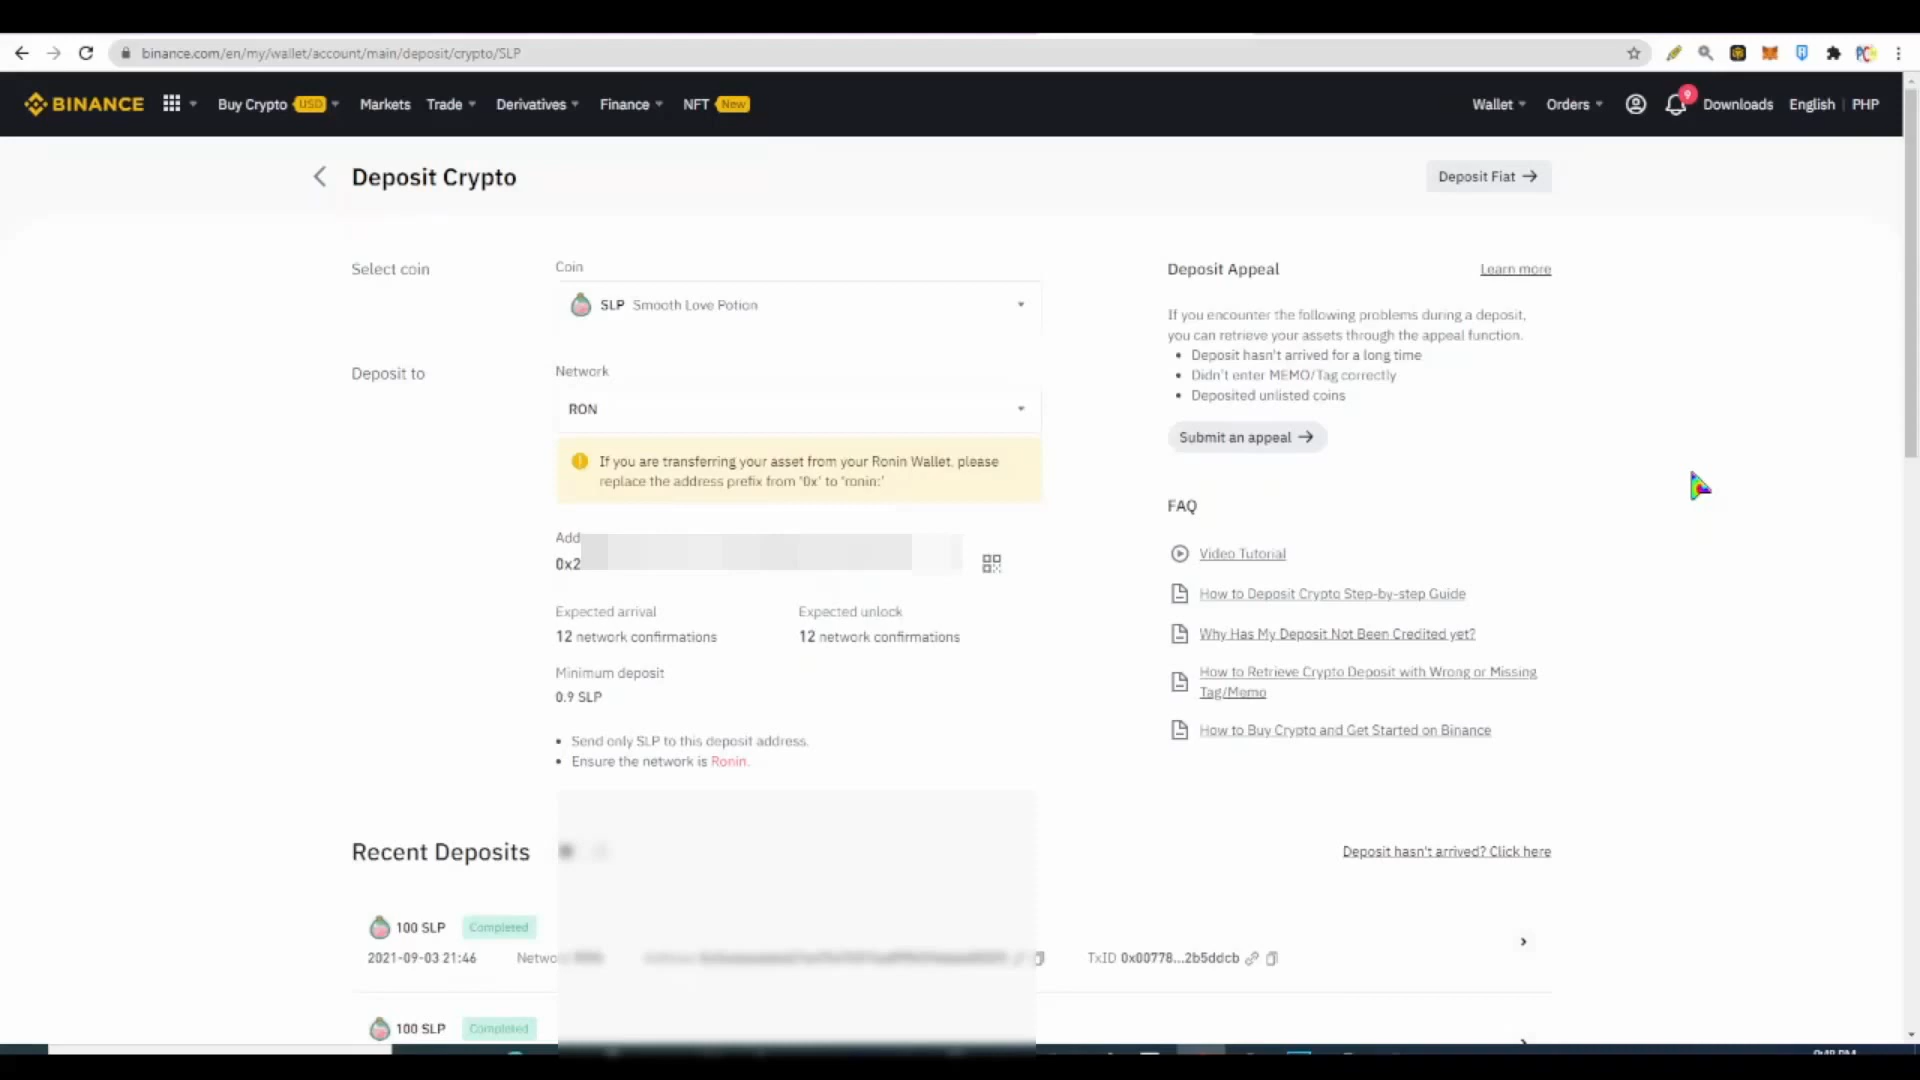 binance.com/en/my/wallet/account/main/deposit/crypto/SLP
BINANCE Buy Crypto USD Markets Trade Derivatives Finance NFT New Wallet Orders 9 Downloads English | PHP
Deposit Crypto
Deposit Fiat →
Select coin
Coin
SLP Smooth Love Potion
Deposit to
Network
RON
If you are transferring your asset from your Ronin Wallet, please
replace the address prefix from '0x' to 'ronin:'
Add
0x2
Expected arrival
12 network confirmations
Expected unlock
12 network confirmations
Minimum deposit
0.9 SLP
• Send only SLP to this deposit address.
• Ensure the network is Ronin.
Deposit Appeal
Learn more
If you encounter the following problems during a deposit,
you can retrieve your assets through the appeal function.
• Deposit hasn't arrived for a long time
• Didn't enter MEMO/Tag correctly
• Deposited unlisted coins
Submit an appeal →
FAQ
Video Tutorial
How to Deposit Crypto Step-by-step Guide
Why Has My Deposit Not Been Credited yet?
How to Retrieve Crypto Deposit with Wrong or Missing
Tag/Memo
How to Buy Crypto and Get Started on Binance
Recent Deposits
Deposit hasn't arrived? Click here
100 SLP Completed
2021-09-03 21:46 Netwo TxID 0x00778...2b5ddcb
100 SLP Completed